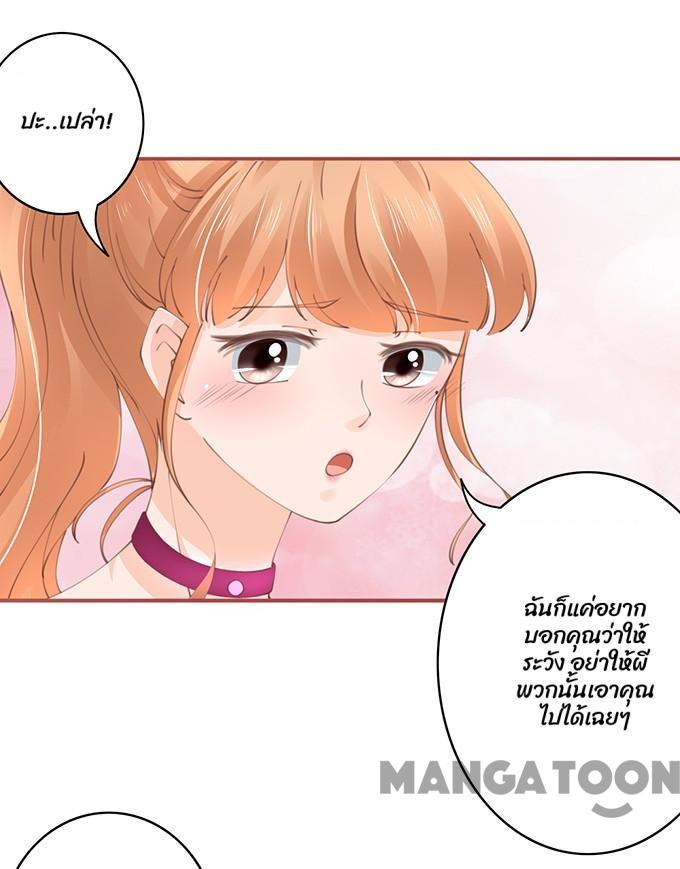 ปะ..เปล่า!
ฉันก็แค่อยาก
บอกคุณว่าให้
ระวัง อย่าให้ผี
พวกนั้นเอาคุณ
ไปได้เฉยๆ
MANGATOON